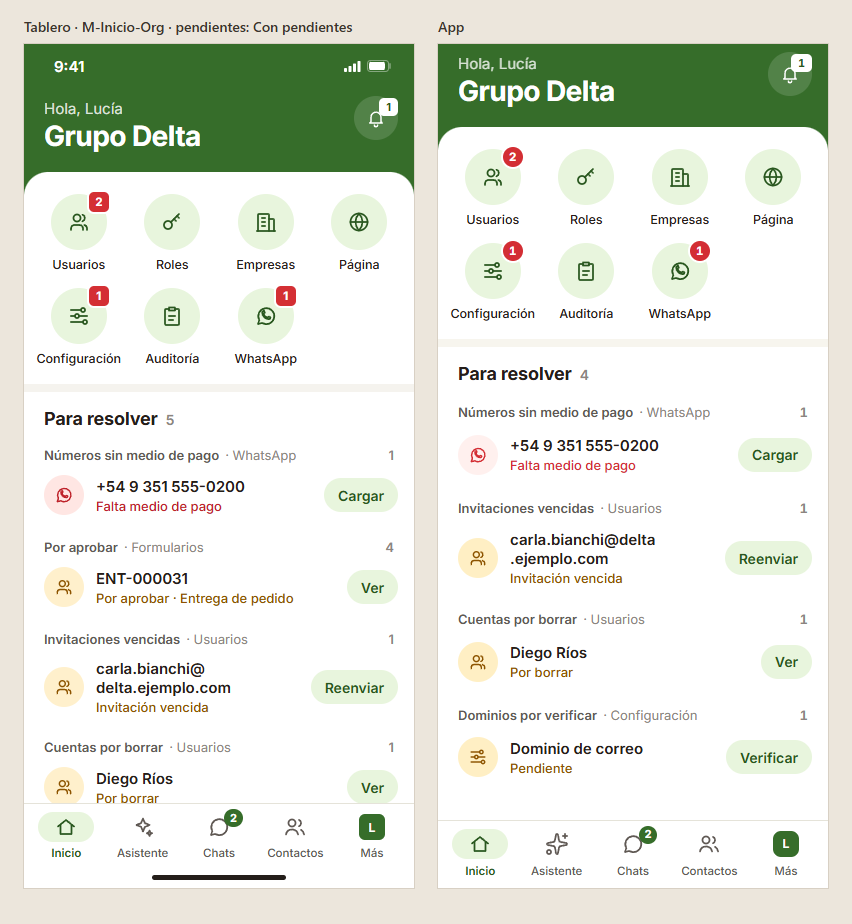 Tablero · M-Inicio-Org · pendientes: Con pendientes
9:41
Hola, Lucía
Grupo Delta
1
2
Usuarios
Roles
Empresas
Página
1
1
Configuración
Auditoría
WhatsApp
Para resolver 5
Números sin medio de pago · WhatsApp 1
+54 9 351 555-0200
Falta medio de pago
Cargar
Por aprobar · Formularios 4
ENT-000031
Por aprobar · Entrega de pedido
Ver
Invitaciones vencidas · Usuarios 1
carla.bianchi@
delta.ejemplo.com
Invitación vencida
Reenviar
Cuentas por borrar · Usuarios 1
Diego Ríos
Por borrar
Ver
2
Inicio
Asistente
Chats
Contactos
L
Más
App
Hola, Lucía
Grupo Delta
1
2
Usuarios
Roles
Empresas
Página
1
1
Configuración
Auditoría
WhatsApp
Para resolver 4
Números sin medio de pago · WhatsApp 1
+54 9 351 555-0200
Falta medio de pago
Cargar
Invitaciones vencidas · Usuarios 1
carla.bianchi@delta
.ejemplo.com
Invitación vencida
Reenviar
Cuentas por borrar · Usuarios 1
Diego Ríos
Por borrar
Ver
Dominios por verificar · Configuración 1
Dominio de correo
Pendiente
Verificar
2
Inicio
Asistente
Chats
Contactos
L
Más